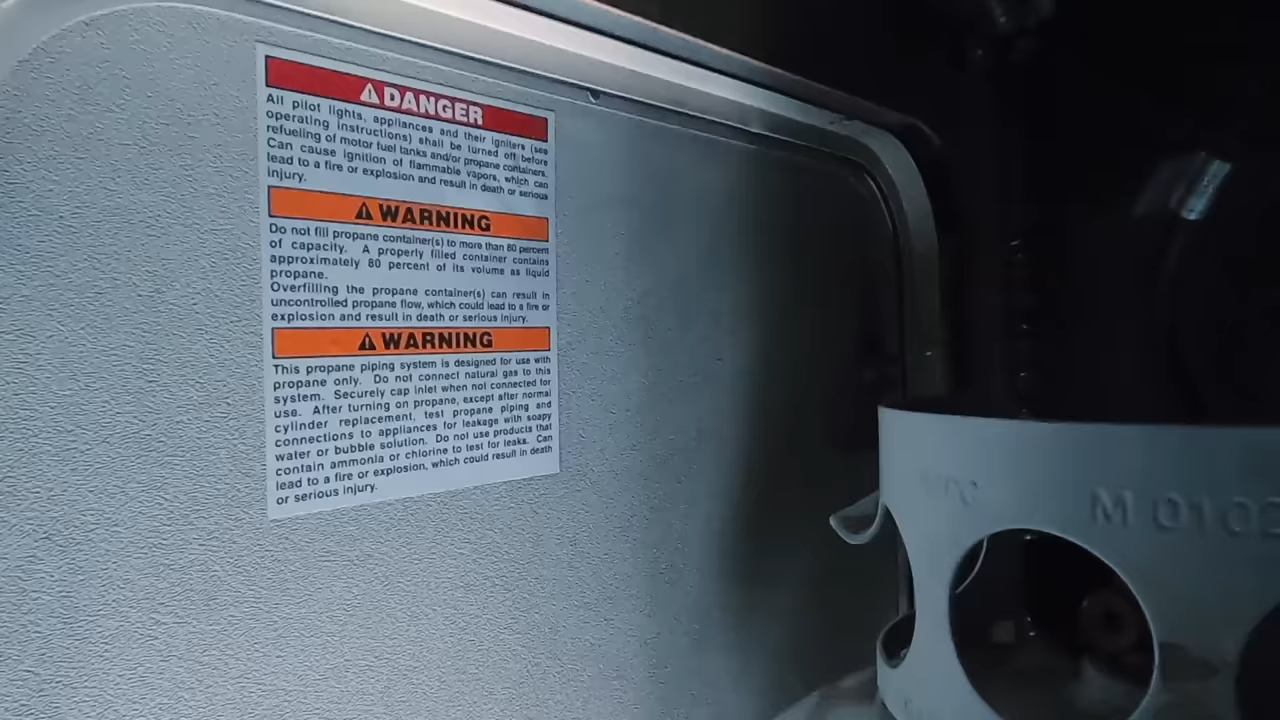 DANGER
All pilot lights, appliances and their igniters (see
operating instructions) shall be turned off before
refueling of motor fuel tanks and/or propane containers.
Can cause ignition of flammable vapors, which can
lead to a fire or explosion and result in death or serious
injury.
WARNING
Do not fill propane container(s) to more than 80 percent
of capacity. A properly filled container contains
approximately 80 percent of its volume as liquid
propane.
Overfilling the propane container(s) can result in
uncontrolled propane flow, which could lead to a fire or
explosion and result in death or serious injury.
WARNING
This propane piping system is designed for use with
propane only. Do not connect natural gas to this
system. Securely cap inlet when not connected for
use. After turning on propane, except after normal
cylinder replacement, test propane piping and
connections to appliances for leakage with soapy
water or bubble solution. Do not use products that
contain ammonia or chlorine to test for leaks. Can
lead to a fire or explosion, which could result in death
or serious injury.
M 0102